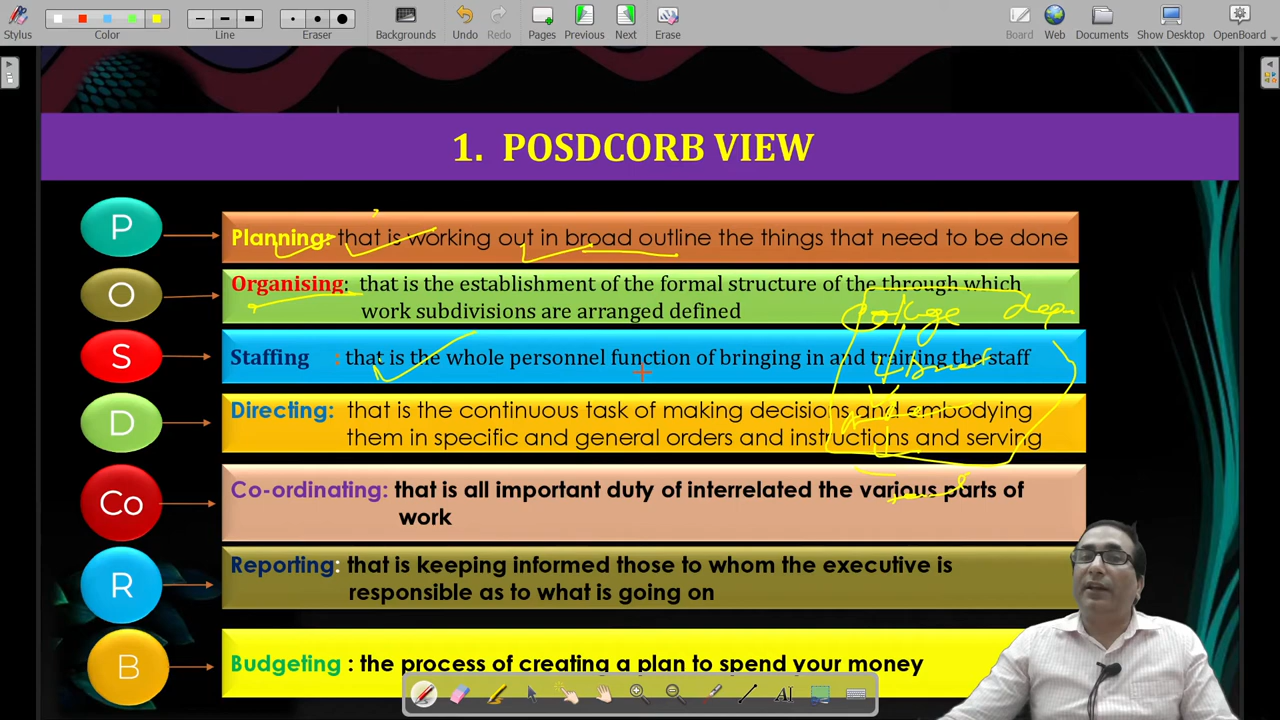 Stylus
Color
Line
Eraser
Backgrounds
Undo
Redo
Pages
Previous
Next
Erase
Board
Web
Documents
Show Desktop
OpenBoard
1. POSDCORB VIEW
P
Planning: that is working out in broad outline the things that need to be done
O
Organising: that is the establishment of the formal structure of the through which
work subdivisions are arranged defined
S
Staffing : that is the whole personnel function of bringing in and training the staff
D
Directing: that is the continuous task of making decisions and embodying
them in specific and general orders and instructions and serving
Co
Co-ordinating: that is all important duty of interrelated the various parts of
work
R
Reporting: that is keeping informed those to whom the executive is
responsible as to what is going on
B
Budgeting : the process of creating a plan to spend your money